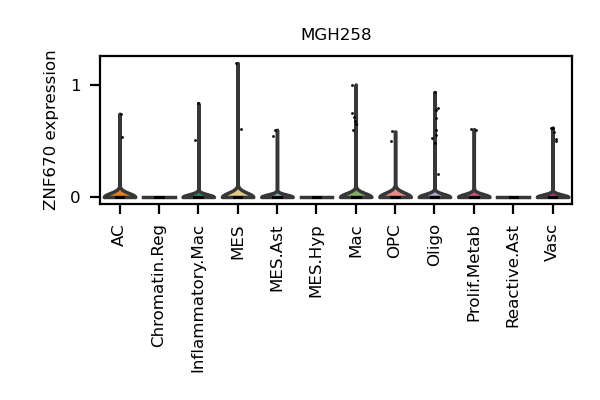 MGH258
ZNF670 expression
1
0
AC
Chromatin.Reg
Inflammatory.Mac
MES
MES.Ast
MES.Hyp
Mac
OPC
Oligo
Prolif.Metab
Reactive.Ast
Vasc